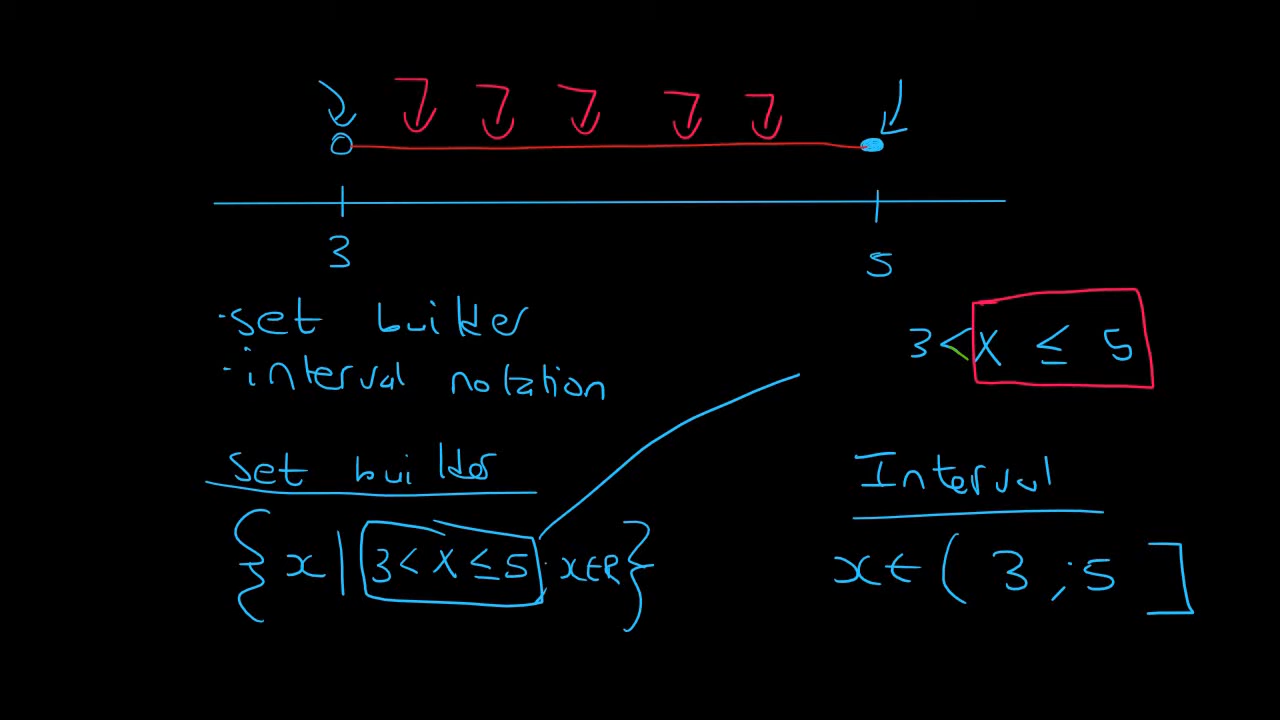 3 5
·set builder
·interval notation
3 < x ≤ 5
set builder
Interval
{ x | 3 < x ≤ 5 ; x ∈ R }
x ∈ ( 3 ; 5 ]